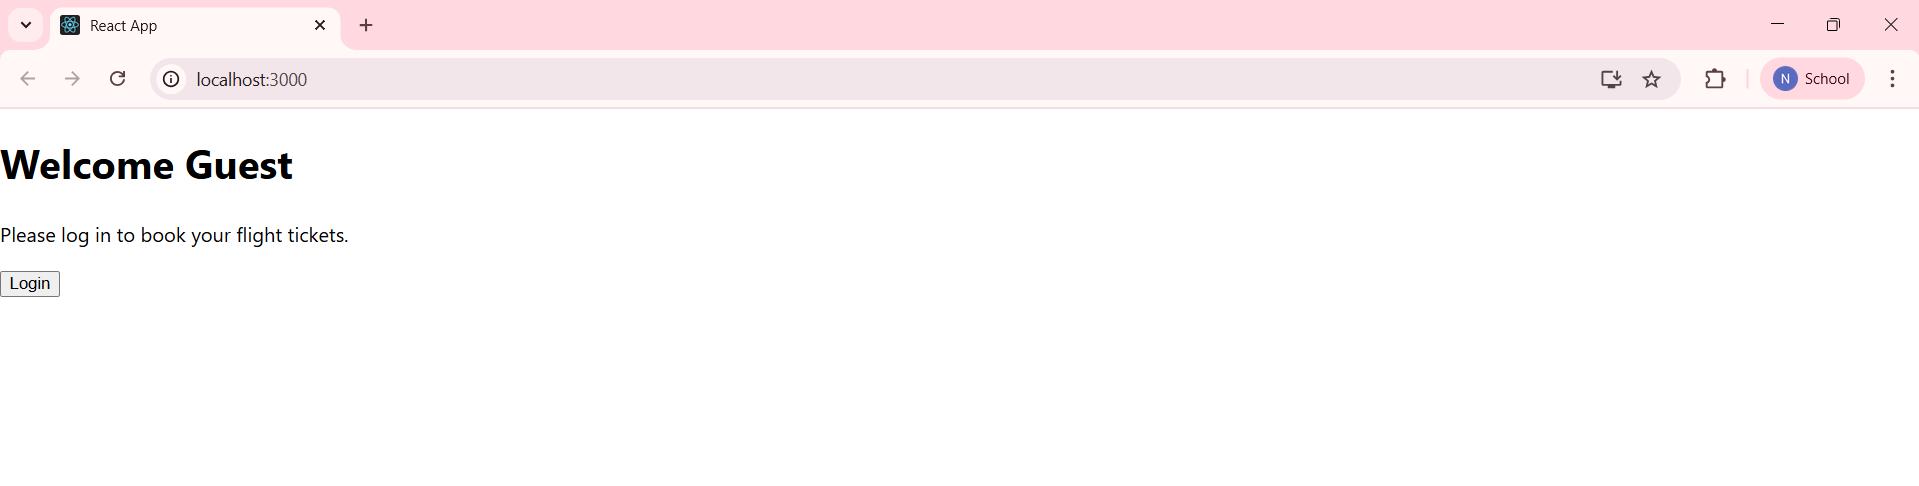 React App
localhost:3000
N School
Welcome Guest
Please log in to book your flight tickets.
Login